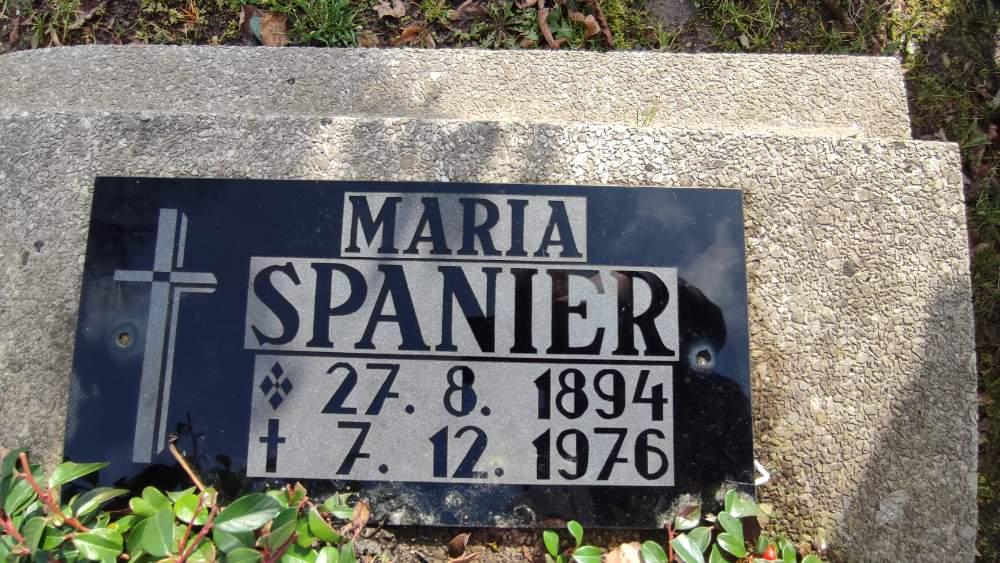 MARIA
SPANIER
27. 8. 1894
† 7. 12. 1976